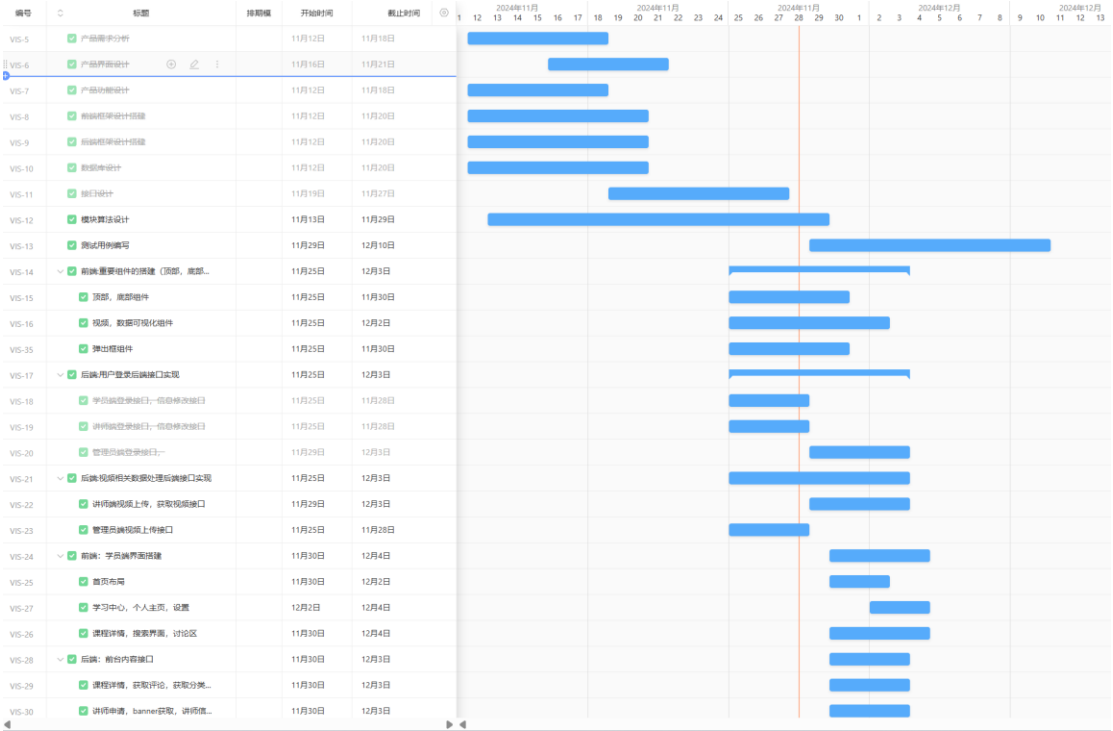 编号 标题 排期模 开始时间 截止时间
2024年11月 2024年11月 2024年11月 2024年12月 2024年12月
1 12 13 14 15 16 17 18 19 20 21 22 23 24 25 26 27 28 29 30 1 2 3 4 5 6 7 8 9 10 11 12 13
VIS-5 产品需求分析 11月12日 11月18日
VIS-6 产品界面设计 11月16日 11月21日
VIS-7 产品功能设计 11月12日 11月18日
VIS-8 前端框架设计搭建 11月12日 11月20日
VIS-9 后端框架设计搭建 11月12日 11月20日
VIS-10 数据库设计 11月12日 11月20日
VIS-11 接口设计 11月19日 11月27日
VIS-12 模块算法设计 11月13日 11月29日
VIS-13 测试用例编写 11月29日 12月10日
VIS-14 前端:重要组件的搭建（顶部，底部... 11月25日 12月3日
VIS-15 顶部，底部组件 11月25日 11月30日
VIS-16 视频，数据可视化组件 11月25日 12月2日
VIS-35 弹出框组件 11月25日 11月30日
VIS-17 后端:用户登录后端接口实现 11月25日 12月3日
VIS-18 学员端登录接口，信息修改接口 11月25日 11月28日
VIS-19 讲师端登录接口，信息修改接口 11月25日 11月28日
VIS-20 管理员端登录接口， 11月29日 12月3日
VIS-21 后端:视频相关数据处理后端接口实现 11月25日 12月3日
VIS-22 讲师端视频上传，获取视频接口 11月29日 12月3日
VIS-23 管理员端视频上传接口 11月25日 11月28日
VIS-24 前端：学员端界面搭建 11月30日 12月4日
VIS-25 首页布局 11月30日 12月2日
VIS-27 学习中心，个人主页，设置 12月2日 12月4日
VIS-26 课程详情，搜索界面，讨论区 11月30日 12月4日
VIS-28 后端：前台内容接口 11月30日 12月3日
VIS-29 课程详情，获取评论，获取分类... 11月30日 12月3日
VIS-30 讲师申请，banner获取，讲师信... 11月30日 12月3日